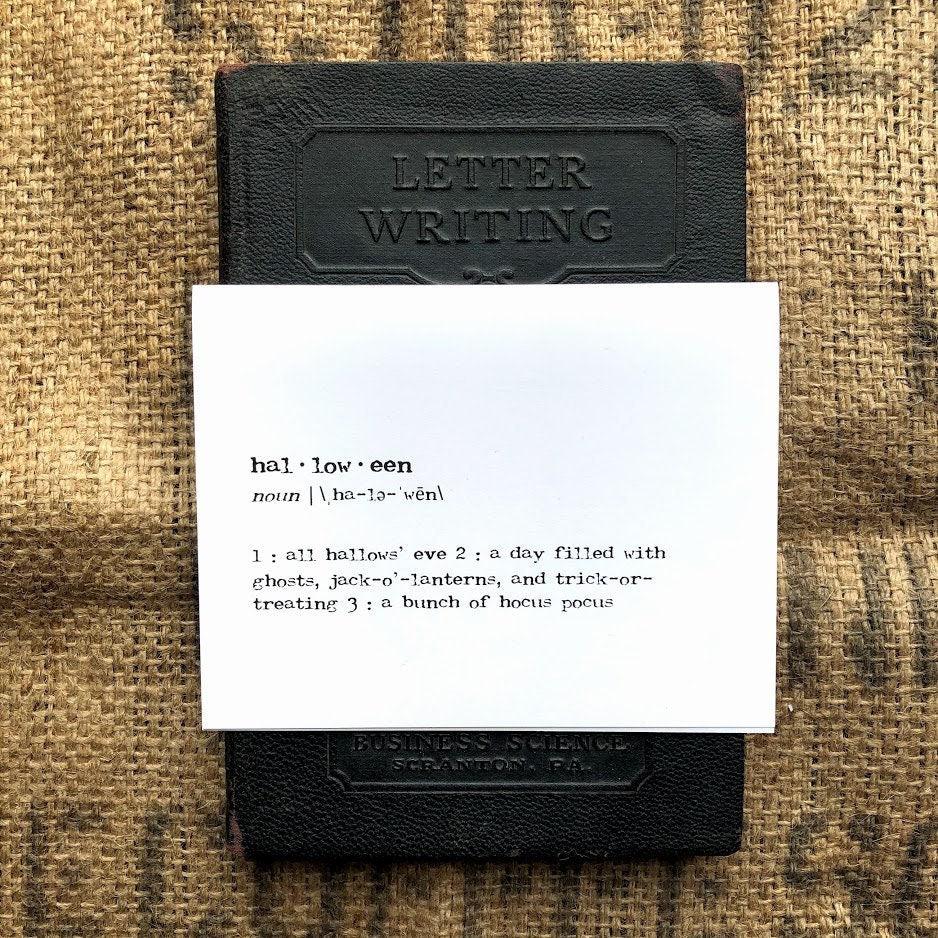 LETTER
WRITING
hal·low·een
noun | \ˌha-lə-ˈwēn\
1 : all hallows' eve 2 : a day filled with
ghosts, jack-o'-lanterns, and trick-or-
treating 3 : a bunch of hocus pocus
BUSINESS SCIENCE
SCRANTON, PA.